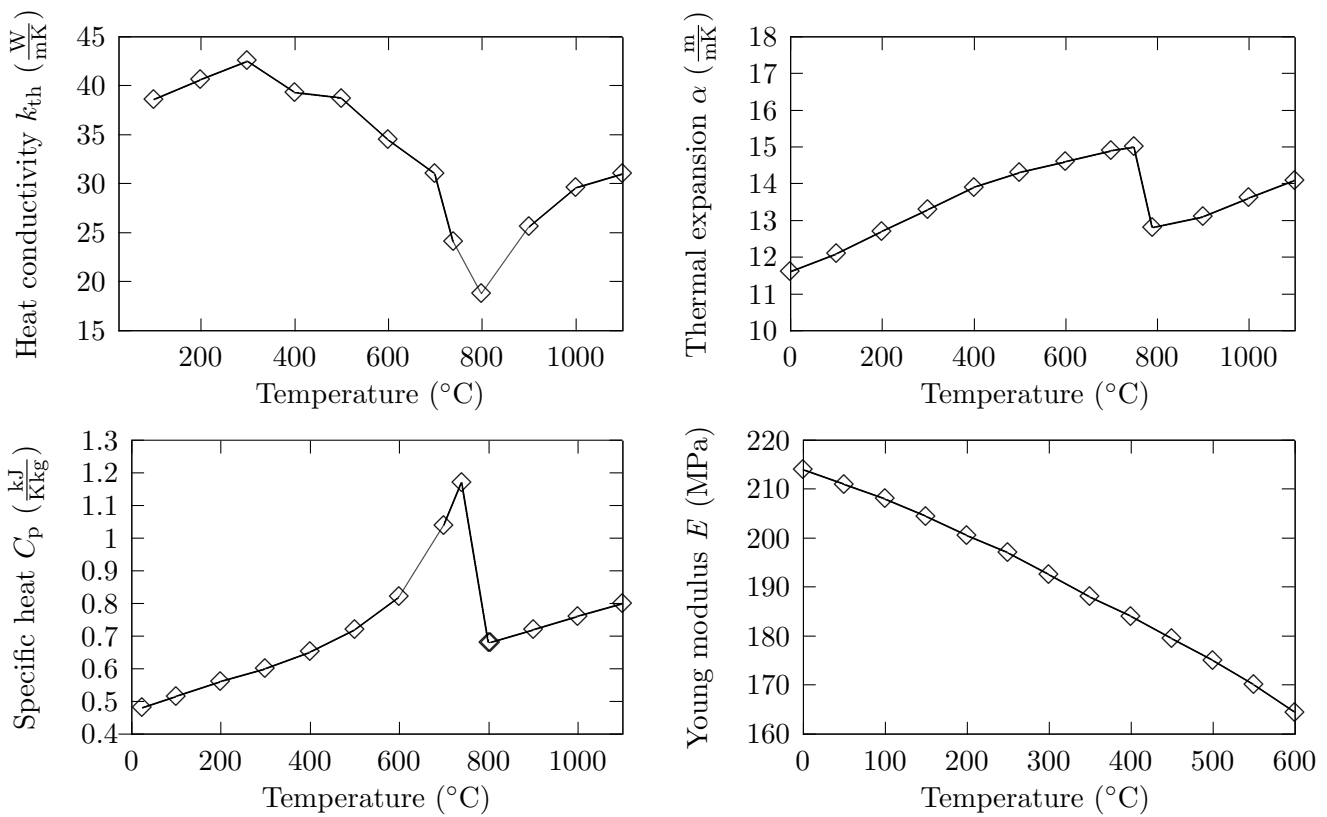 Heat conductivity k_th (W/mK)
45
40
35
30
25
20
15
200 400 600 800 1000
Temperature (°C)
Thermal expansion α (m/mK)
18
17
16
15
14
13
12
11
10
0 200 400 600 800 1000
Temperature (°C)
Specific heat C_p (kJ/Kkg)
1.3
1.2
1.1
1
0.9
0.8
0.7
0.6
0.5
0.4
0 200 400 600 800 1000
Temperature (°C)
Young modulus E (MPa)
220
210
200
190
180
170
160
0 100 200 300 400 500 600
Temperature (°C)